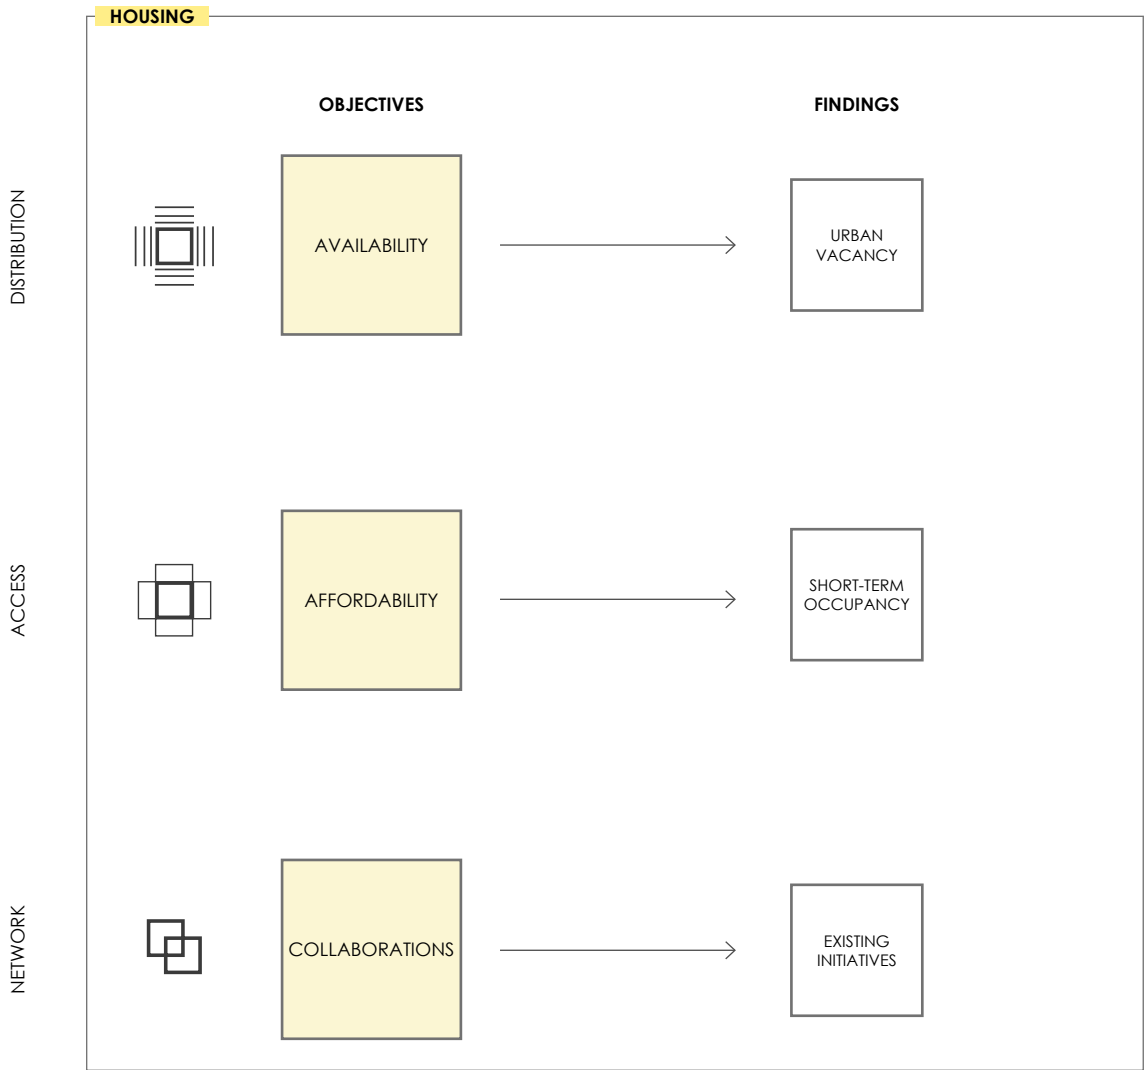 HOUSING
OBJECTIVES
FINDINGS
DISTRIBUTION
AVAILABILITY
URBAN
VACANCY
ACCESS
AFFORDABILITY
SHORT-TERM
OCCUPANCY
NETWORK
COLLABORATIONS
EXISTING
INITIATIVES